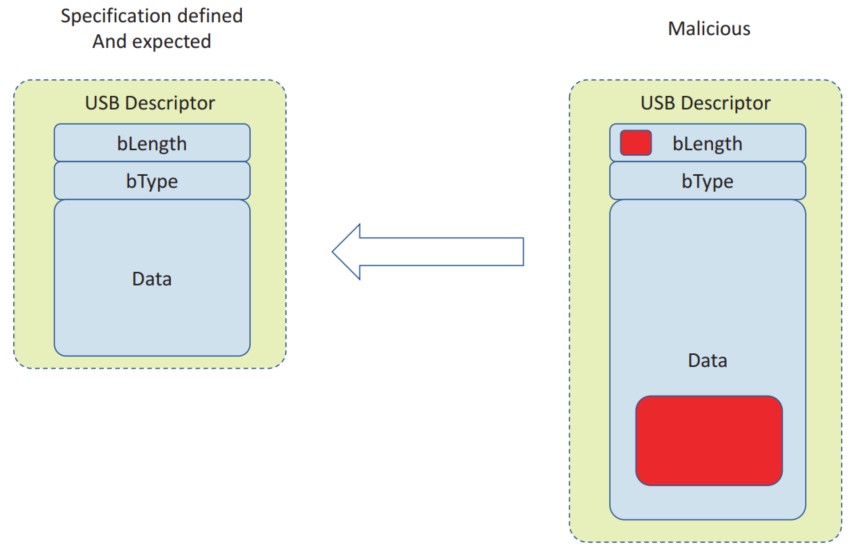 Specification defined
And expected
USB Descriptor
bLength
bType
Data
Malicious
USB Descriptor
bLength
bType
Data